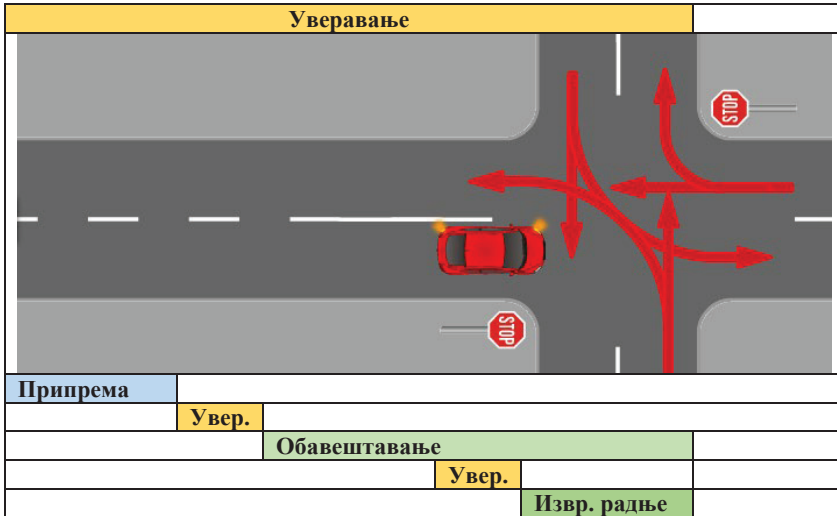 Уверавање
STOP
STOP
Припрема
Увер.
Обавештавање
Увер.
Извр. радње